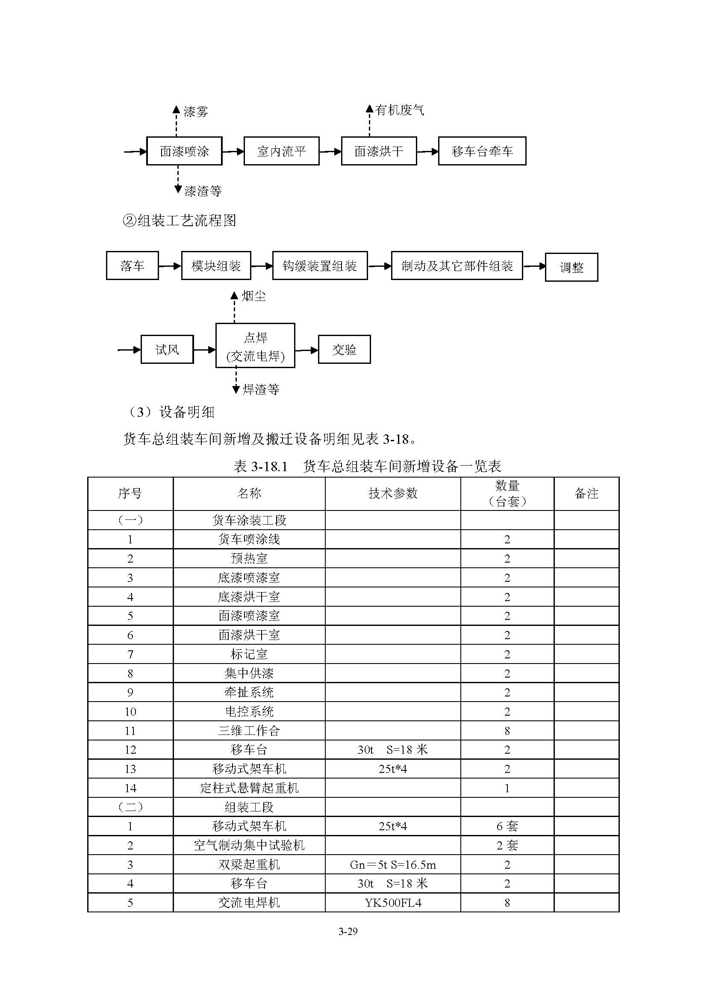 漆雾
有机废气
面漆喷涂 室内流平 面漆烘干 移车台牵车
漆渣等
②组装工艺流程图
落车 模块组装 钩缓装置组装 制动及其它部件组装 调整
烟尘
试风 点焊 交验
(交流电焊)
焊渣等
（3）设备明细
货车总组装车间新增及搬迁设备明细见表 3-18。
表 3-18.1 货车总组装车间新增设备一览表
序号 名称 技术参数 数量（台套） 备注
（一） 货车涂装工段
1 货车喷涂线 2
2 预热室 2
3 底漆喷漆室 2
4 底漆烘干室 2
5 面漆喷漆室 2
6 面漆烘干室 2
7 标记室 2
8 集中供漆 2
9 牵扯系统 2
10 电控系统 2
11 三维工作合 8
12 移车台 30t S=18 米 2
13 移动式架车机 25t*4 2
14 定柱式悬臂起重机 1
（二） 组装工段
1 移动式架车机 25t*4 6 套
2 空气制动集中试验机 2 套
3 双梁起重机 Gn＝5t S=16.5m 2
4 移车台 30t S=18 米 2
5 交流电焊机 YK500FL4 8
3-29